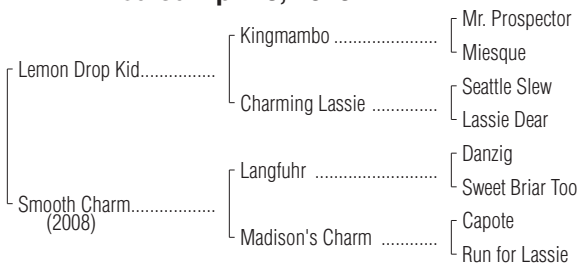 Mr. Prospector
Kingmambo ....................
Miesque
Lemon Drop Kid...............
Seattle Slew
Charming Lassie .............
Lassie Dear
Danzig
Langfuhr ........................
Sweet Briar Too
Smooth Charm.................
(2008)
Capote
Madison's Charm ...........
Run for Lassie